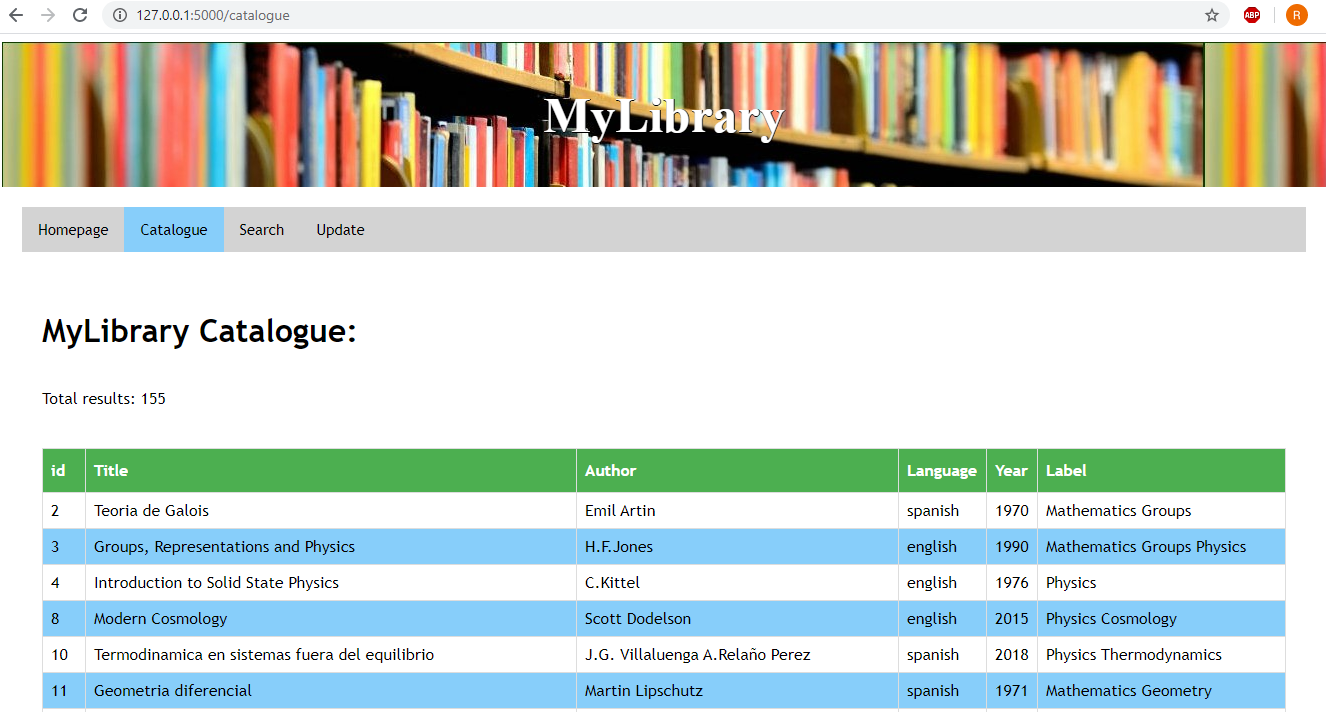 127.0.0.1:5000/catalogue
ABP
R
MyLibrary
Homepage Catalogue Search Update
MyLibrary Catalogue:
Total results: 155
id Title Author Language Year Label
2 Teoria de Galois Emil Artin spanish 1970 Mathematics Groups
3 Groups, Representations and Physics H.F.Jones english 1990 Mathematics Groups Physics
4 Introduction to Solid State Physics C.Kittel english 1976 Physics
8 Modern Cosmology Scott Dodelson english 2015 Physics Cosmology
10 Termodinamica en sistemas fuera del equilibrio J.G. Villaluenga A.Relaño Perez spanish 2018 Physics Thermodynamics
11 Geometria diferencial Martin Lipschutz spanish 1971 Mathematics Geometry